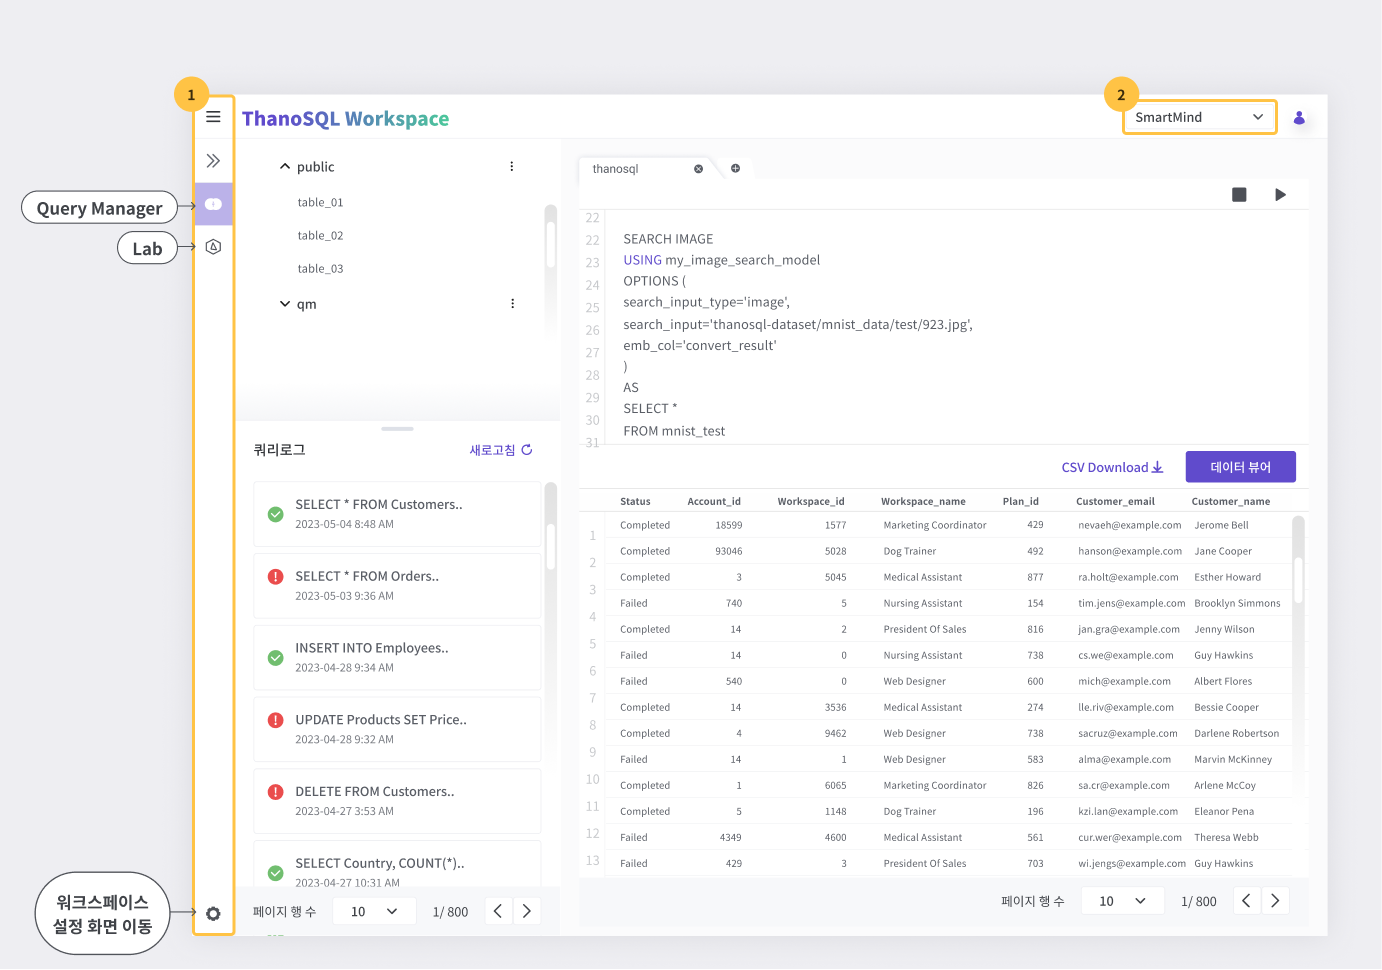 1
2
ThanoSQL Workspace
SmartMind
Query Manager
Lab
워크스페이스
설정 화면 이동
public
table_01
table_02
table_03
qm
쿼리로그
새로고침
SELECT * FROM Customers..
2023-05-04 8:48 AM
SELECT * FROM Orders..
2023-05-03 9:36 AM
INSERT INTO Employees..
2023-04-28 9:34 AM
UPDATE Products SET Price..
2023-04-28 9:32 AM
DELETE FROM Customers..
2023-04-27 3:53 AM
SELECT Country, COUNT(*)..
2023-04-27 10:31 AM
페이지 행 수 10 1/ 800
thanosql
22
22 SEARCH IMAGE
23 USING my_image_search_model
24 OPTIONS (
25 search_input_type='image',
26 search_input='thanosql-dataset/mnist_data/test/923.jpg',
27 emb_col='convert_result'
28 )
29 AS
30 SELECT *
31 FROM mnist_test
CSV Download
데이터 뷰어
Status Account_id Workspace_id Workspace_name Plan_id Customer_email Customer_name
Completed 18599 1577 Marketing Coordinator 429 nevaeh@example.com Jerome Bell
1
Completed 93046 5028 Dog Trainer 492 hanson@example.com Jane Cooper
2
Completed 3 5045 Medical Assistant 877 ra.holt@example.com Esther Howard
3
Failed 740 5 Nursing Assistant 154 tim.jens@example.com Brooklyn Simmons
4
Completed 14 2 President Of Sales 816 jan.gra@example.com Jenny Wilson
5
Failed 14 0 Nursing Assistant 738 cs.we@example.com Guy Hawkins
6
Failed 540 0 Web Designer 600 mich@example.com Albert Flores
7
Completed 14 3536 Medical Assistant 274 lle.riv@example.com Bessie Cooper
8
Completed 4 9462 Web Designer 738 sacruz@example.com Darlene Robertson
9
Failed 14 1 Web Designer 583 alma@example.com Marvin McKinney
10
Completed 1 6065 Marketing Coordinator 826 sa.cr@example.com Arlene McCoy
11
Completed 5 1148 Dog Trainer 196 kzi.lan@example.com Eleanor Pena
12
Failed 4349 4600 Medical Assistant 561 cur.wer@example.com Theresa Webb
13
Failed 429 3 President Of Sales 703 wi.jengs@example.com Guy Hawkins
페이지 행 수 10 1/ 800